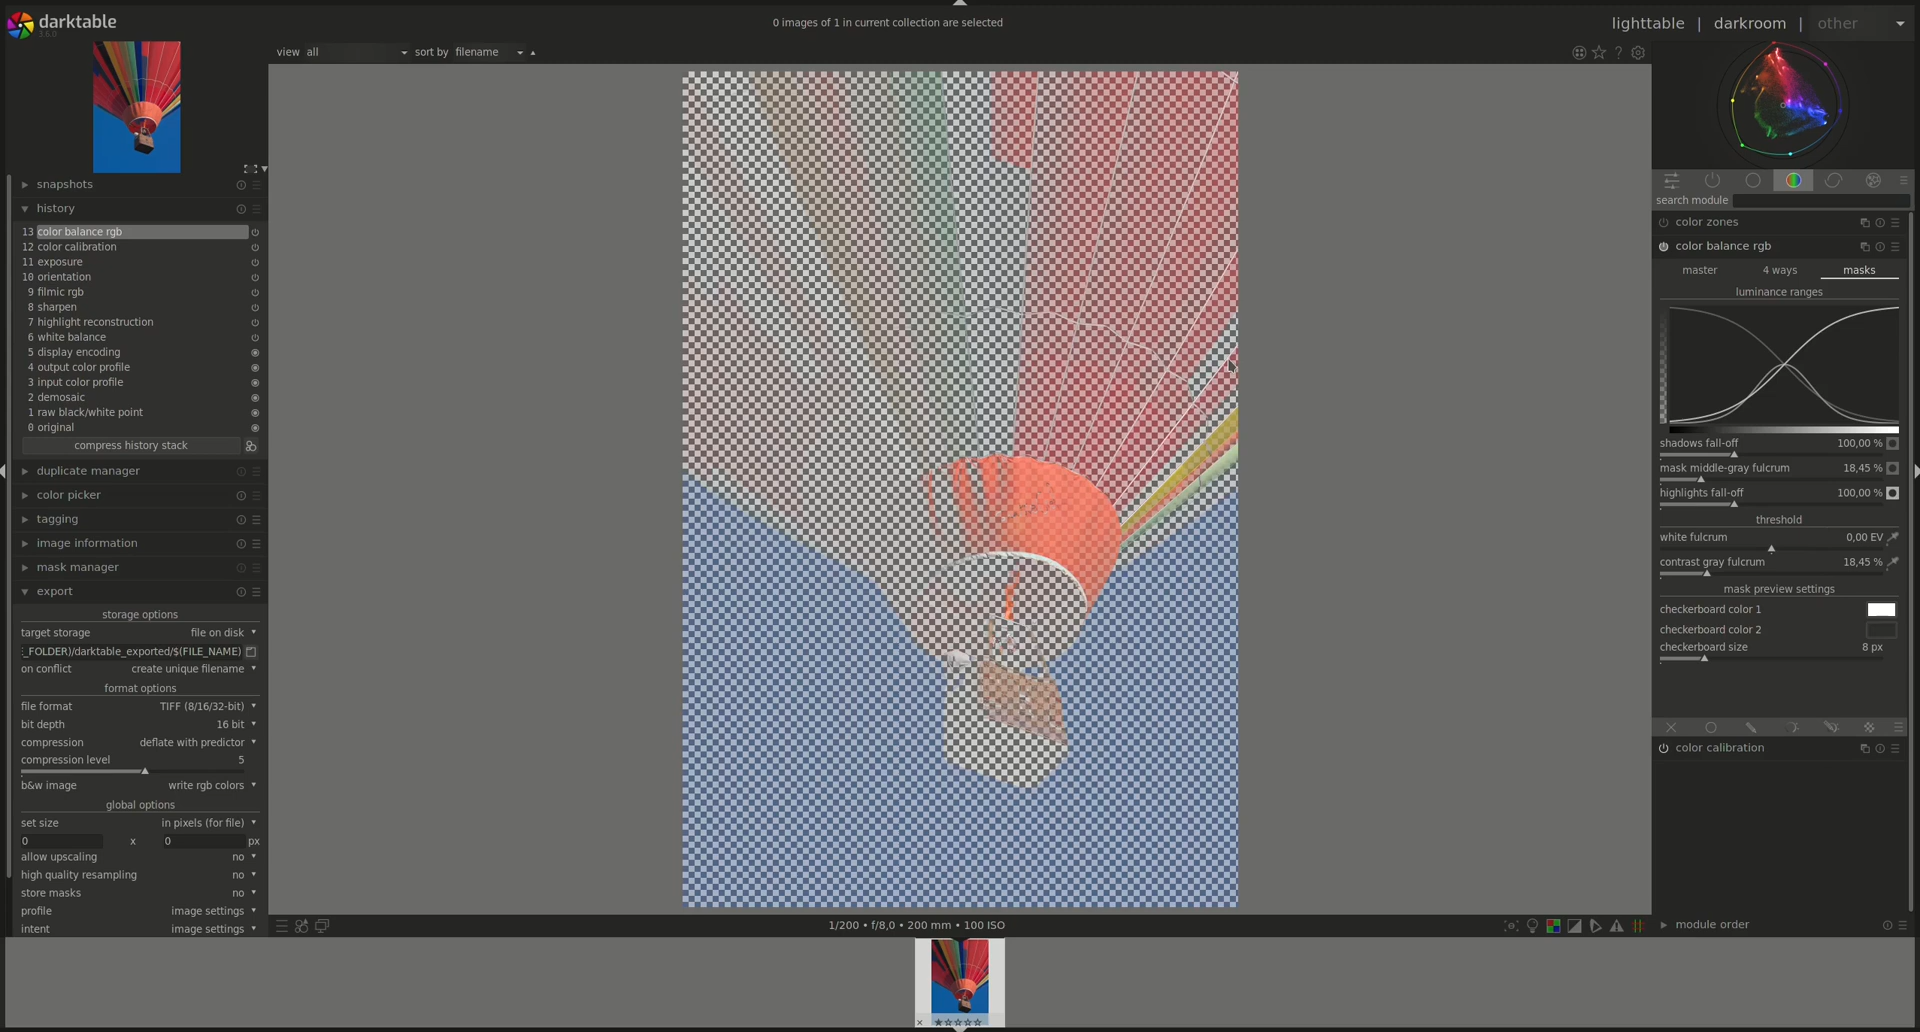 darktable
3.6.0
0 images of 1 in current collection are selected
lighttable | darkroom | other
view all sort by filename
snapshots
history
13 color balance rgb
12 color calibration
11 exposure
10 orientation
9 filmic rgb
8 sharpen
7 highlight reconstruction
6 white balance
5 display encoding
4 output color profile
3 input color profile
2 demosaic
1 raw black/white point
0 original
compress history stack
duplicate manager
color picker
tagging
image information
mask manager
export
storage options
target storage file on disk
_FOLDER)/darktable_exported/$(FILE_NAME)
on conflict create unique filename
format options
file format TIFF (8/16/32-bit)
bit depth 16 bit
compression deflate with predictor
compression level 5
b&w image write rgb colors
global options
set size in pixels (for file)
0 x 0 px
allow upscaling no
high quality resampling no
store masks no
profile image settings
intent image settings
1/200 • f/8,0 • 200 mm • 100 ISO
search module
color zones
color balance rgb
master 4 ways masks
luminance ranges
shadows fall-off 100,00 %
mask middle-gray fulcrum 18,45 %
highlights fall-off 100,00 %
threshold
white fulcrum 0,00 EV
contrast gray fulcrum 18,45 %
mask preview settings
checkerboard color 1
checkerboard color 2
checkerboard size 8 px
color calibration
module order